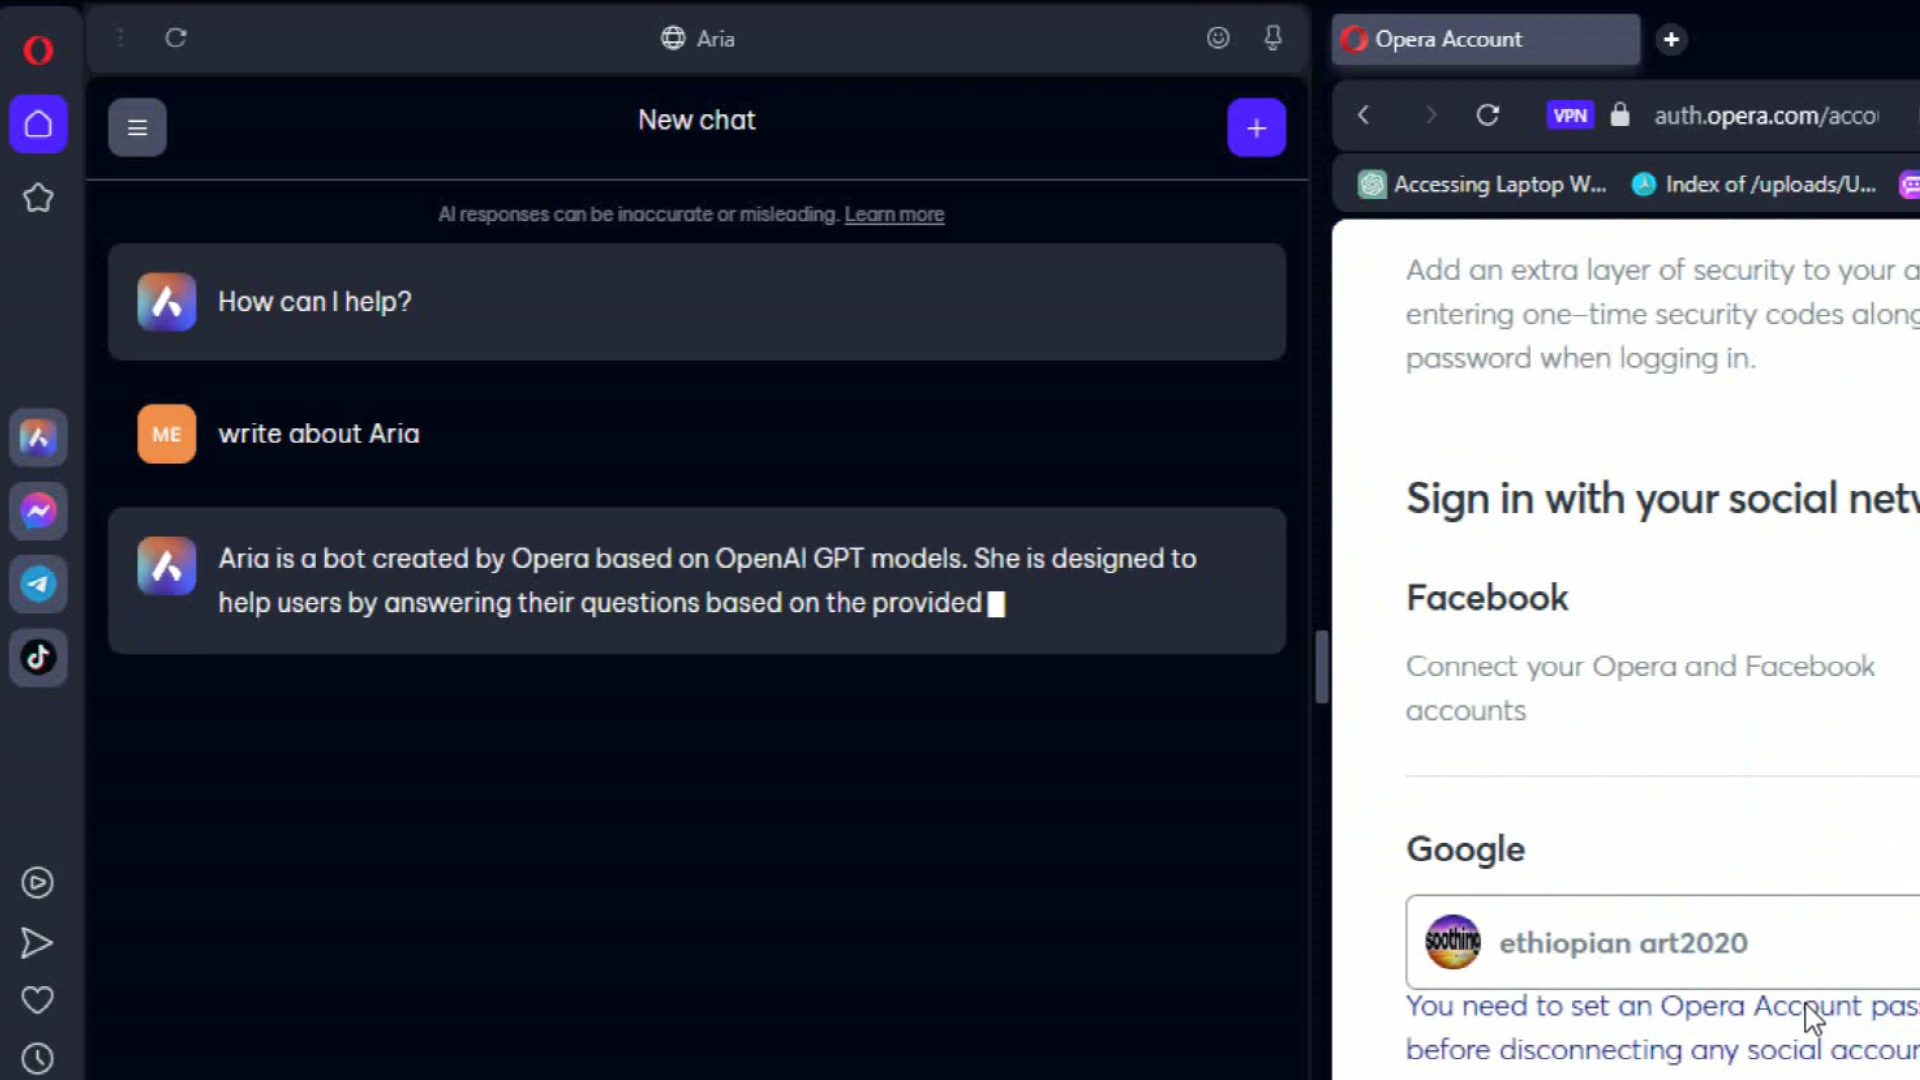 Aria
New chat
AI responses can be inaccurate or misleading. Learn more
How can I help?
ME
write about Aria
Aria is a bot created by Opera based on OpenAI GPT models. She is designed to
help users by answering their questions based on the provided
Opera Account
VPN
auth.opera.com/acco
Accessing Laptop W...
Index of /uploads/U...
Add an extra layer of security to your a
entering one-time security codes along
password when logging in.
Sign in with your social netw
Facebook
Connect your Opera and Facebook
accounts
Google
soothing
ethiopian art2020
You need to set an Opera Account pass
before disconnecting any social accoun